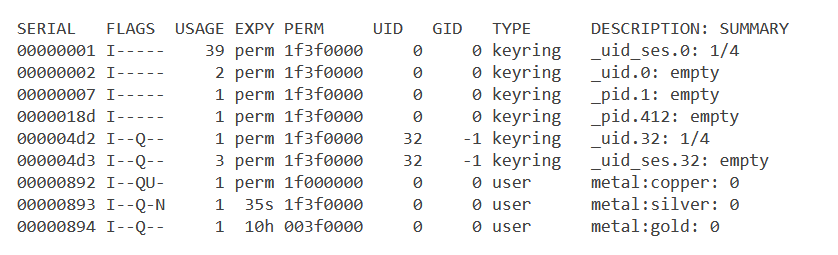 SERIAL   FLAGS  USAGE EXPY PERM     UID   GID   TYPE      DESCRIPTION: SUMMARY
00000001 I-----    39 perm 1f3f0000     0     0 keyring   _uid_ses.0: 1/4
00000002 I-----     2 perm 1f3f0000     0     0 keyring   _uid.0: empty
00000007 I-----     1 perm 1f3f0000     0     0 keyring   _pid.1: empty
0000018d I-----     1 perm 1f3f0000     0     0 keyring   _pid.412: empty
000004d2 I--Q--     1 perm 1f3f0000    32    -1 keyring   _uid.32: 1/4
000004d3 I--Q--     3 perm 1f3f0000    32    -1 keyring   _uid_ses.32: empty
00000892 I--QU-     1 perm 1f000000     0     0 user      metal:copper: 0
00000893 I--Q-N     1  35s 1f3f0000     0     0 user      metal:silver: 0
00000894 I--Q--     1  10h 003f0000     0     0 user      metal:gold: 0